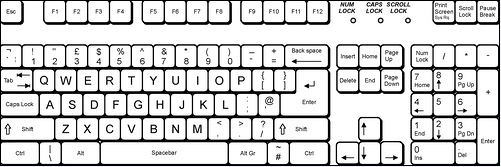 Esc F1 F2 F3 F4 F5 F6 F7 F8 F9 F10 F11 F12 NUM LOCK CAPS LOCK SCROLL LOCK Print Screen Sys Rq Scroll Lock Pause Break
! 1 " 2 £ 3 $ 4 % 5 ^ 6 & 7 * 8 ( 9 ) 0 _ - + = Back space Insert Home Page Up Num Lock / * -
Tab Q W E R T Y U I O P { [ } ] Delete End Page Down 7 Home 8 ↑ 9 Pg Up +
Caps Lock A S D F G H J K L : ; @ Enter 4 ← 5 6 →
⇧ Shift Z X C V B N M < , > . ? / ⇧ Shift ↑ 1 End 2 ↓ 3 Pg Dn Enter
Ctrl Alt Spacebar Alt Gr ~ # Ctrl ← ↓ → 0 Ins . Del